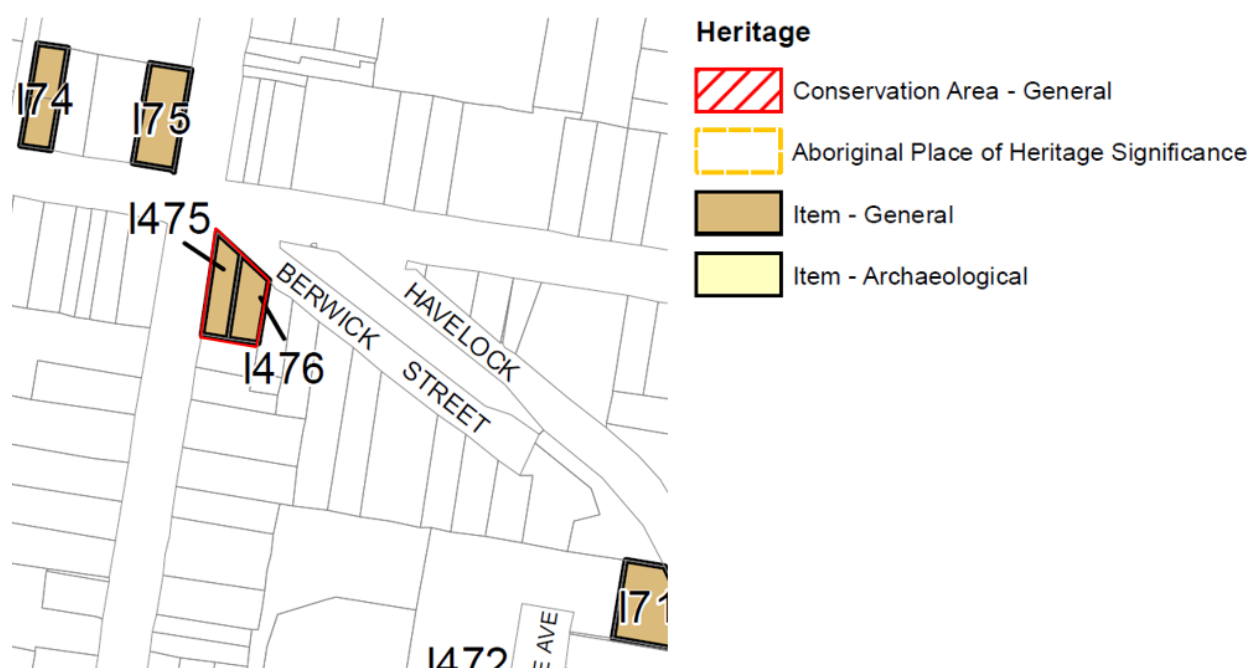 I74
I75
I475
I476
BERWICK STREET
HAVELOCK
I71
I472
E AVE
Heritage
Conservation Area - General
Aboriginal Place of Heritage Significance
Item - General
Item - Archaeological